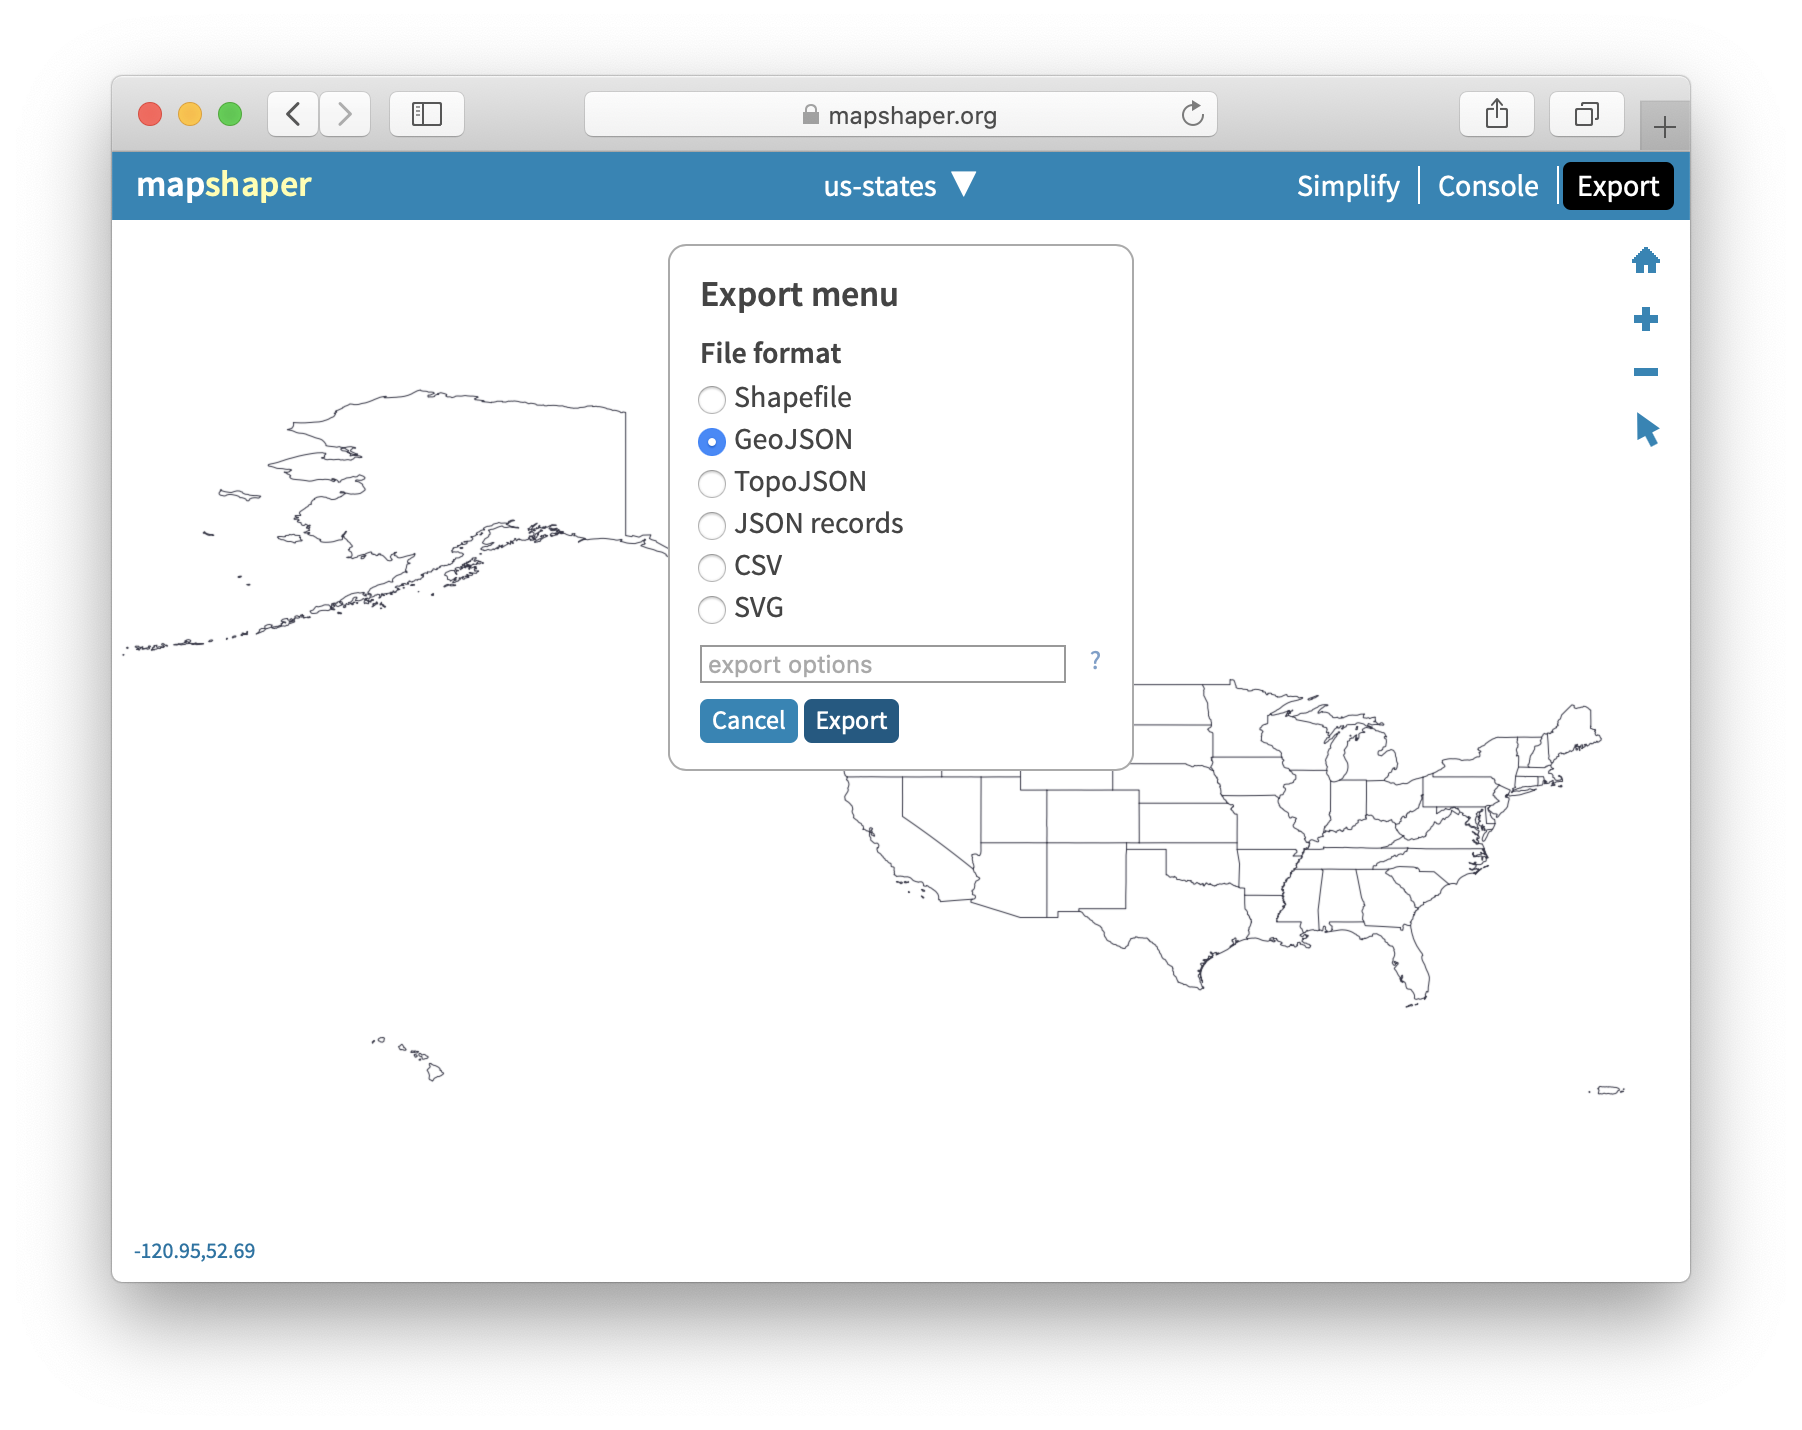 mapshaper.org
mapshaper
us-states
Simplify
Console
Export
Export menu
File format
Shapefile
GeoJSON
TopoJSON
JSON records
CSV
SVG
export options
?
Cancel
Export
-120.95,52.69